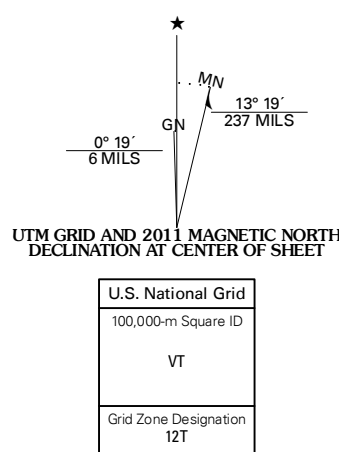 ★
MN
GN
13° 19´
237 MILS
0° 19´
6 MILS
UTM GRID AND 2011 MAGNETIC NORTH
DECLINATION AT CENTER OF SHEET
U.S. National Grid
100,000-m Square ID
VT
Grid Zone Designation
12T